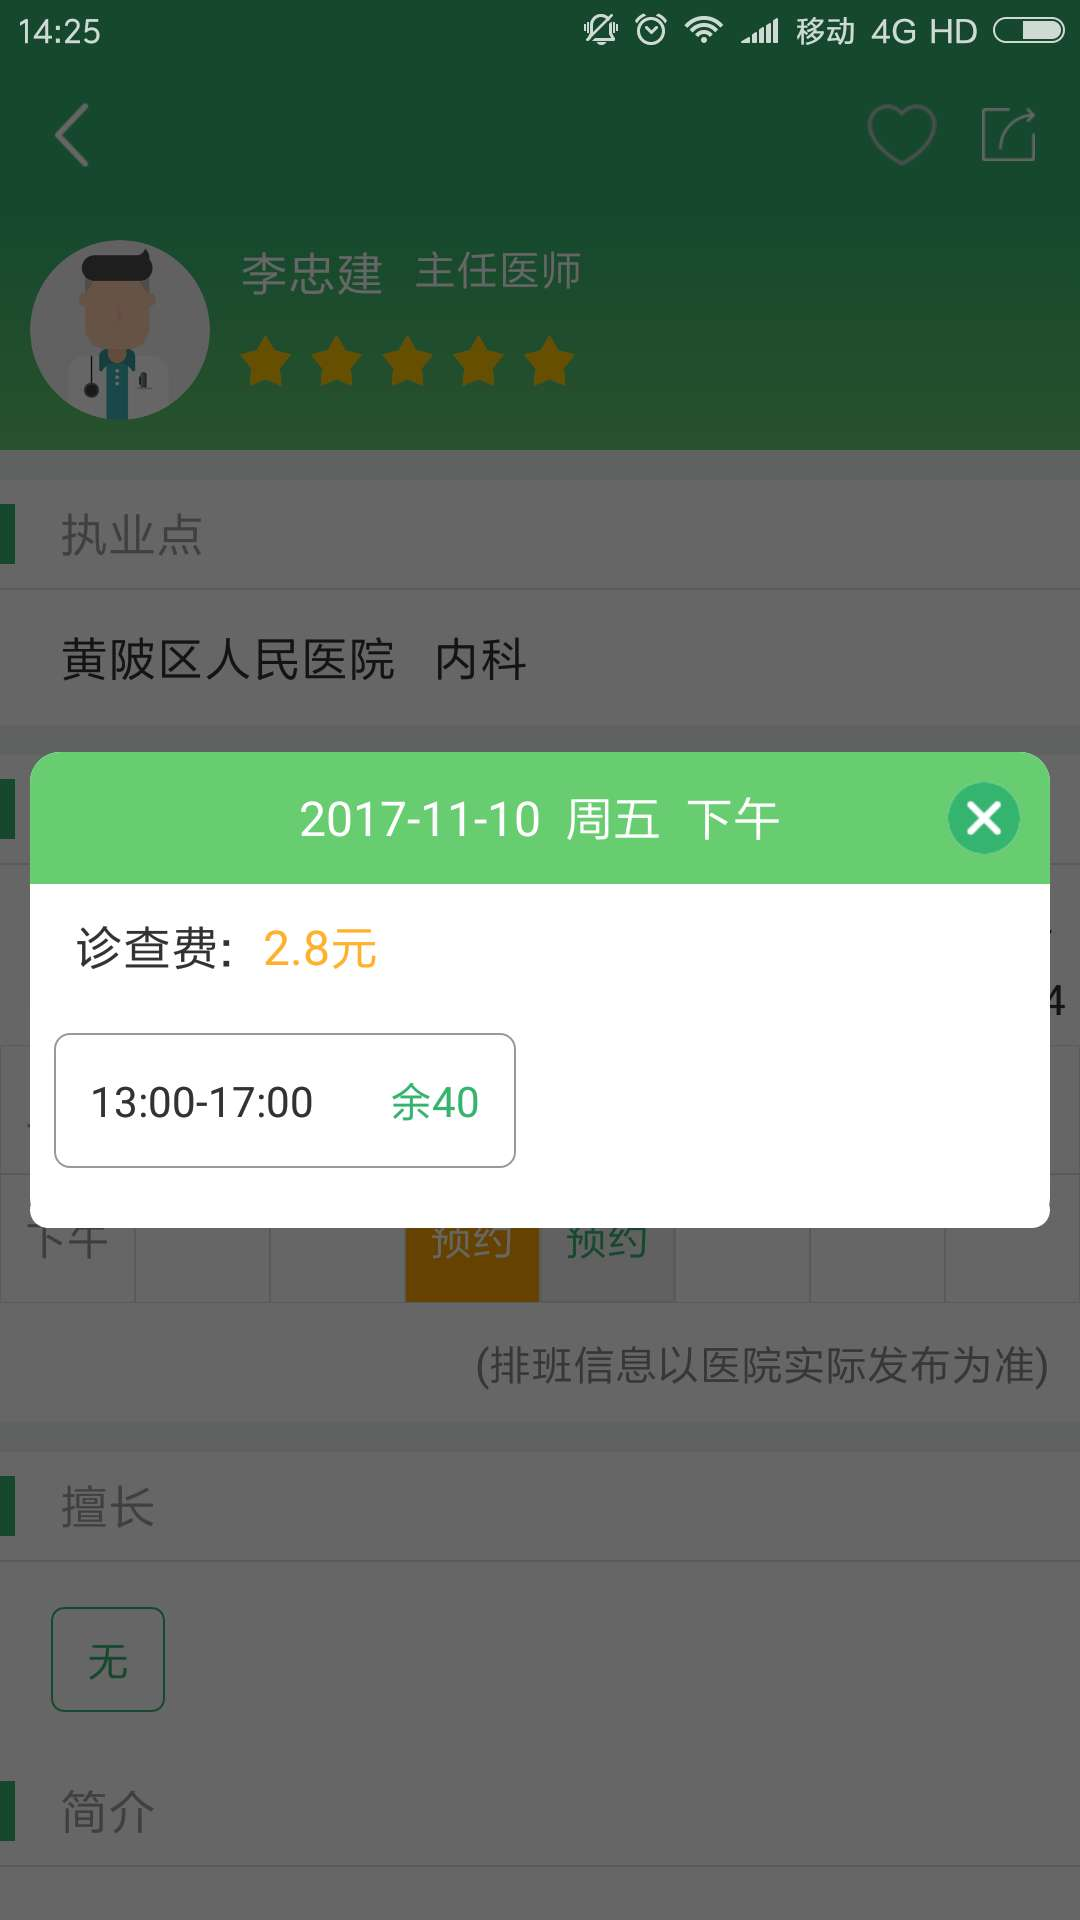 14:25 移动 4G HD
李忠建 主任医师
执业点
黄陂区人民医院 内科
2017-11-10 周五 下午
诊查费: 2.8元
4
13:00-17:00 余40
下午 预约 预约
(排班信息以医院实际发布为准)
擅长
无
简介